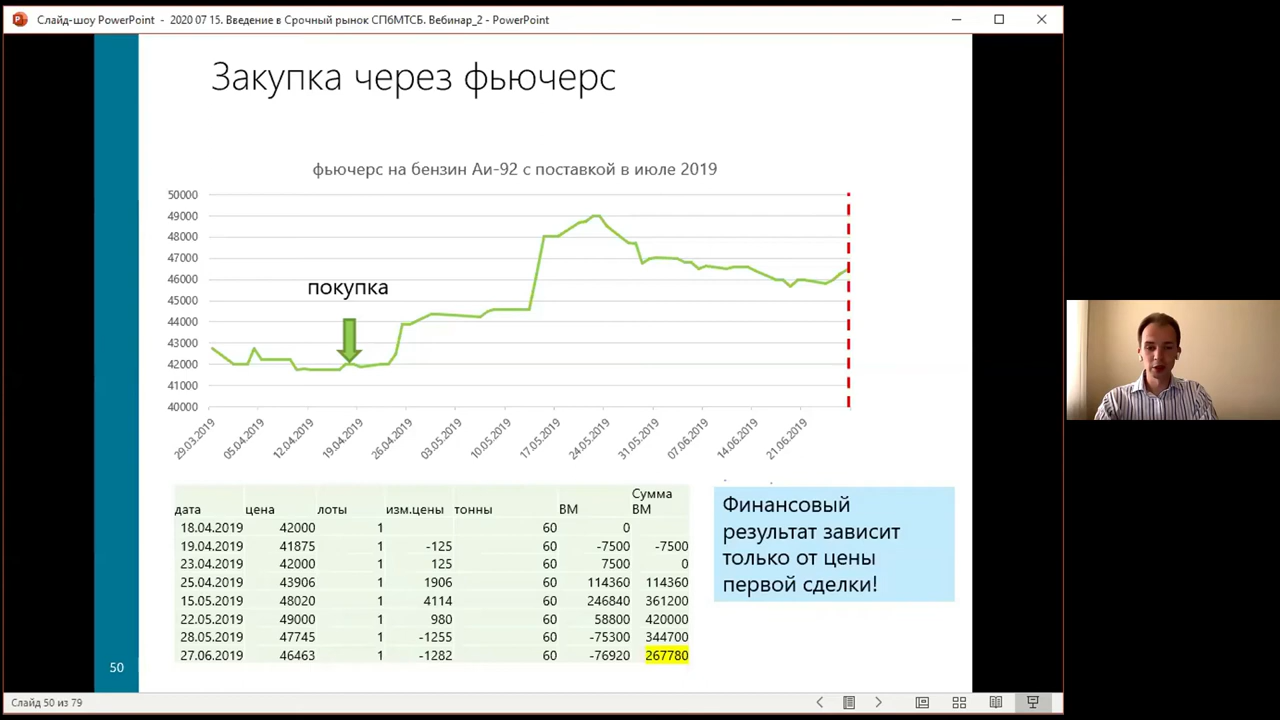 Слайд-шоу PowerPoint - 2020 07 15. Введение в Срочный рынок СПбМТСБ. Вебинар_2 - PowerPoint
Закупка через фьючерс
фьючерс на бензин Аи-92 с поставкой в июле 2019
50000
49000
48000
47000
46000
45000
44000
43000
42000
41000
40000
покупка
29.03.2019 05.04.2019 12.04.2019 19.04.2019 26.04.2019 03.05.2019 10.05.2019 17.05.2019 24.05.2019 31.05.2019 07.06.2019 14.06.2019 21.06.2019
дата цена лоты изм.цены тонны ВМ Сумма ВМ
18.04.2019 42000 1 60 0
19.04.2019 41875 1 -125 60 -7500 -7500
23.04.2019 42000 1 125 60 7500 0
25.04.2019 43906 1 1906 60 114360 114360
15.05.2019 48020 1 4114 60 246840 361200
22.05.2019 49000 1 980 60 58800 420000
28.05.2019 47745 1 -1255 60 -75300 344700
27.06.2019 46463 1 -1282 60 -76920 267780
Финансовый
результат зависит
только от цены
первой сделки!
50
Слайд 50 из 79